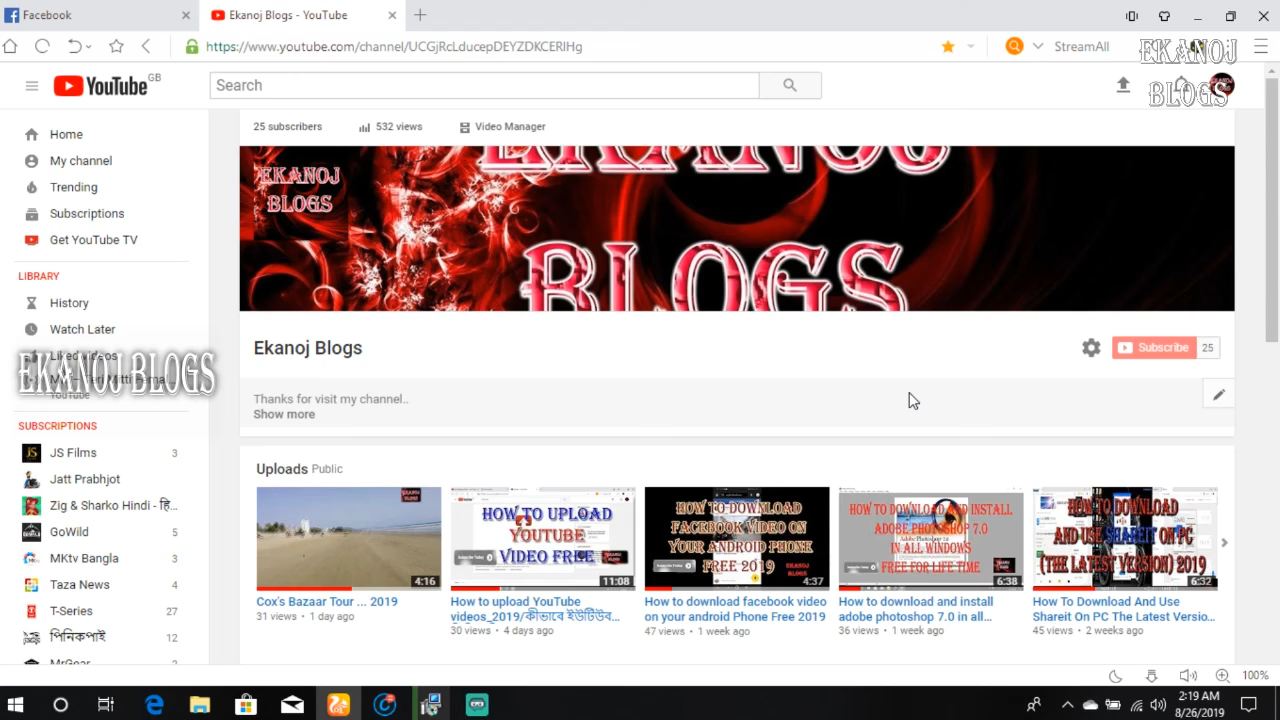 Facebook
Ekanoj Blogs - YouTube
https://www.youtube.com/channel/UCGjRcLducepDEYZDKCERIHg
StreamAll
EKANOJ
BLOGS
YouTube GB
Search
25 subscribers
532 views
Video Manager
Home
My channel
Trending
Subscriptions
Get YouTube TV
LIBRARY
History
Watch Later
Liked videos
EKANOJ BLOGS
YouTube
SUBSCRIPTIONS
JS Films 3
Jatt Prabhjot
Zig & Sharko Hindi - हि...
GoWild 5
MKtv Bangla 3
Taza News 4
T-Series 27
পিনিকপাই 12
MrGear 2
EKANOJ
BLOGS
EKANOJ
BLOGS
Ekanoj Blogs
Subscribe 25
Thanks for visit my channel..
Show more
Uploads Public
4:16
Cox's Bazaar Tour ... 2019
31 views • 1 day ago
HOW TO UPLOAD
YOUTUBE
VIDEO FREE
11:08
How to upload YouTube
videos_2019/কীভাবে ইউটিউব...
30 views • 4 days ago
HOW TO DOWNLOAD
FACEBOOK VIDEO ON
YOUR ANDROID PHONE
FREE 2019
4:37
How to download facebook video
on your android Phone Free 2019
47 views • 1 week ago
HOW TO DOWNLOAD AND INSTALL
ADOBE PHOTOSHOP 7.0
IN ALL WINDOWS
FREE FOR LIFE TIME
6:38
How to download and install
adobe photoshop 7.0 in all...
36 views • 1 week ago
HOW TO DOWNLOAD
AND USE SHAREIT ON PC
(THE LATEST VERSION) 2019
6:32
How To Download And Use
Shareit On PC The Latest Versio...
45 views • 2 weeks ago
100%
2:19 AM
8/26/2019